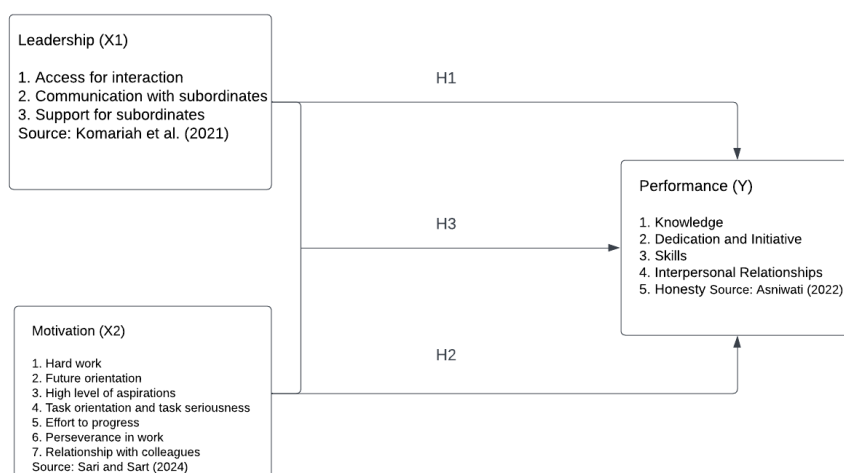 Leadership (X1)
1. Access for interaction
2. Communication with subordinates
3. Support for subordinates
Source: Komariah et al. (2021)
H1
Performance (Y)
1. Knowledge
2. Dedication and Initiative
3. Skills
4. Interpersonal Relationships
5. Honesty Source: Asniwati (2022)
H3
Motivation (X2)
1. Hard work
2. Future orientation
3. High level of aspirations
4. Task orientation and task seriousness
5. Effort to progress
6. Perseverance in work
7. Relationship with colleagues
Source: Sari and Sart (2024)
H2